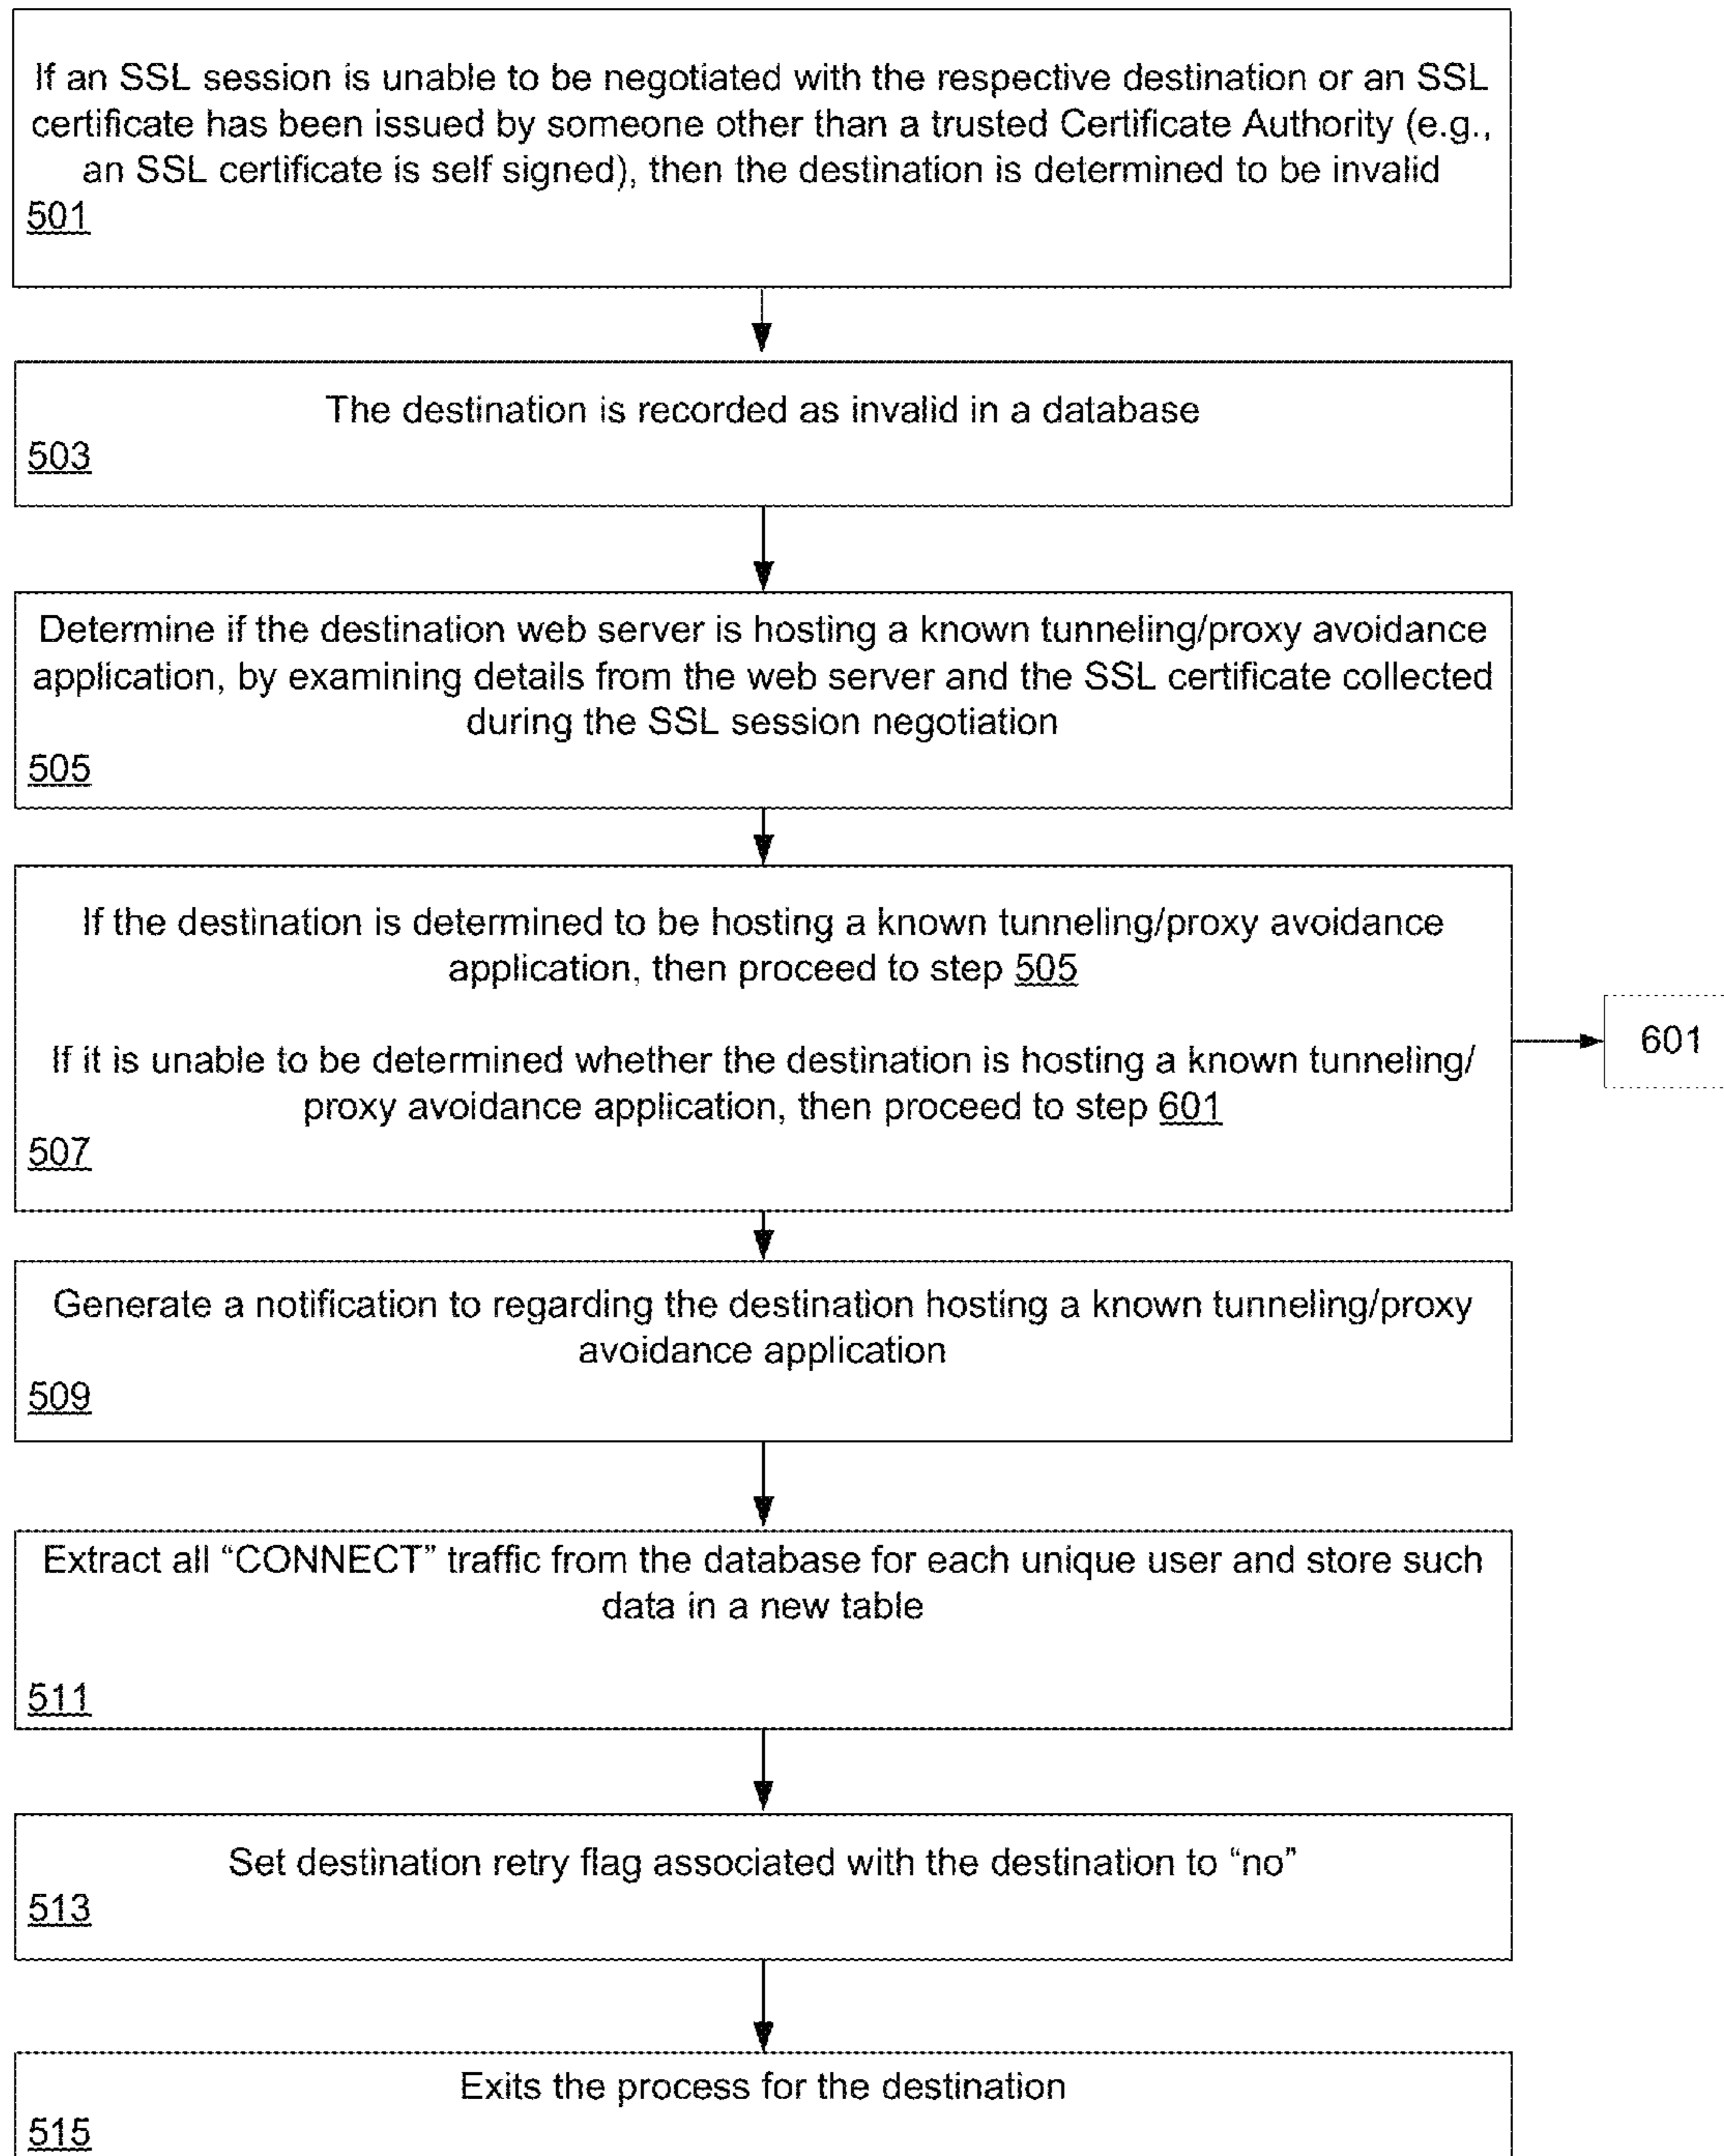 If an SSL session is unable to be negotiated with the respective destination or an SSL
certificate has been issued by someone other than a trusted Certificate Authority (e.g.,
an SSL certificate is self signed), then the destination is determined to be invalid
501
The destination is recorded as invalid in a database
503
Determine if the destination web server is hosting a known tunneling/proxy avoidance
application, by examining details from the web server and the SSL certificate collected
during the SSL session negotiation
505
If the destination is determined to be hosting a known tunneling/proxy avoidance
application, then proceed to step 505
If it is unable to be determined whether the destination is hosting a known tunneling/
proxy avoidance application, then proceed to step 601
507
601
Generate a notification to regarding the destination hosting a known tunneling/proxy
avoidance application
509
Extract all “CONNECT” traffic from the database for each unique user and store such
data in a new table
511
Set destination retry flag associated with the destination to “no”
513
Exits the process for the destination
515